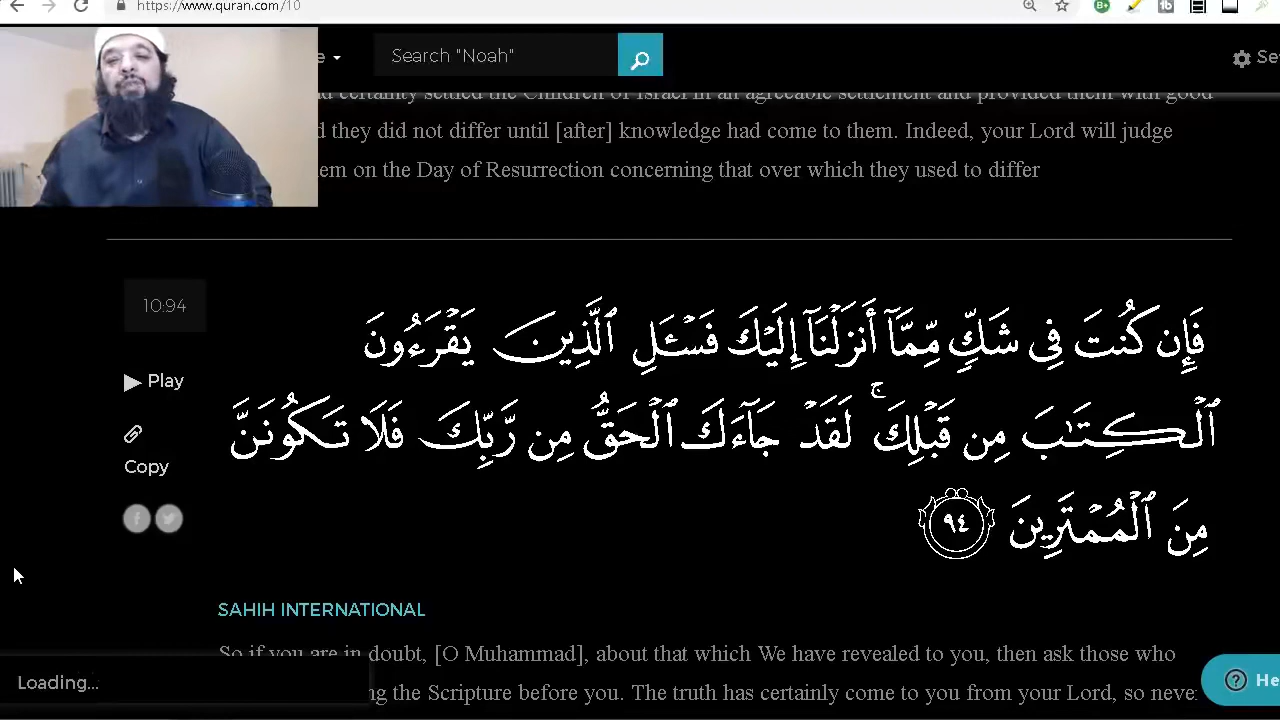 https://www.quran.com/10
Search "Noah"
certainly settled the Children of Israel in an agreeable settlement and provided them with good
they did not differ until [after] knowledge had come to them. Indeed, your Lord will judge
on the Day of Resurrection concerning that over which they used to differ
10:94
فَإِن كُنتَ فِى شَكٍّ مِّمَّآ أَنزَلْنَآ إِلَيْكَ فَسْـَٔلِ ٱلَّذِينَ يَقْرَءُونَ
ٱلْكِتَـٰبَ مِن قَبْلِكَ ۚ لَقَدْ جَآءَكَ ٱلْحَقُّ مِن رَّبِّكَ فَلَا تَكُونَنَّ
مِنَ ٱلْمُمْتَرِينَ ٩٤
Play
Copy
SAHIH INTERNATIONAL
So if you are in doubt, [O Muhammad], about that which We have revealed to you, then ask those who
the Scripture before you. The truth has certainly come to you from your Lord, so never
Loading...